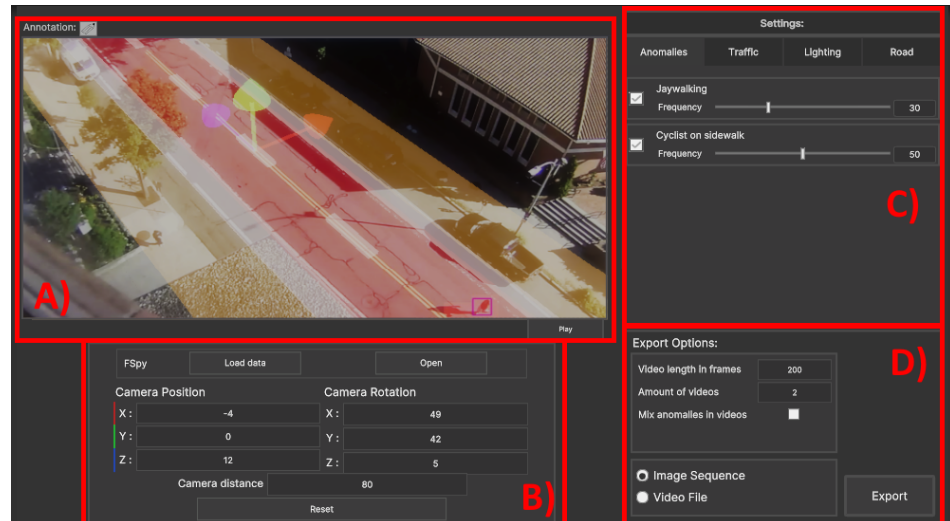 Annotation:
A)
Play
FSpy Load data Open
Camera Position Camera Rotation
X : -4 X : 49
Y : 0 Y : 42
Z : 12 Z : 5
Camera distance 80
Reset
B)
Settings:
Anomalies Traffic Lighting Road
Jaywalking
Frequency 30
Cyclist on sidewalk
Frequency 50
C)
Export Options:
Video length in frames 200
Amount of videos 2
Mix anomalies in videos
D)
Image Sequence
Video File
Export